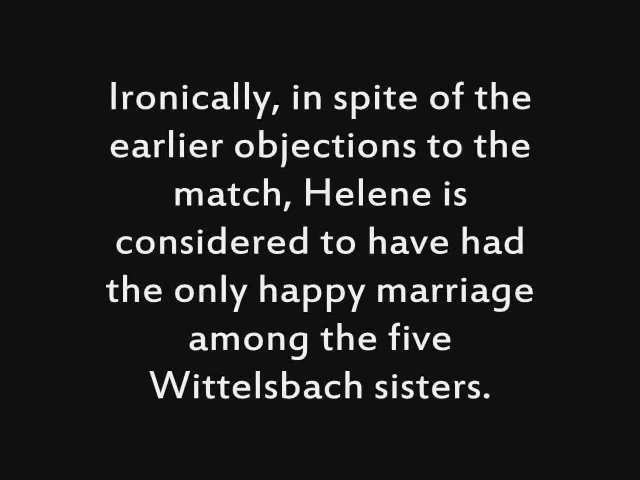 Ironically, in spite of the
earlier objections to the
match, Helene is
considered to have had
the only happy marriage
among the five
Wittelsbach sisters.